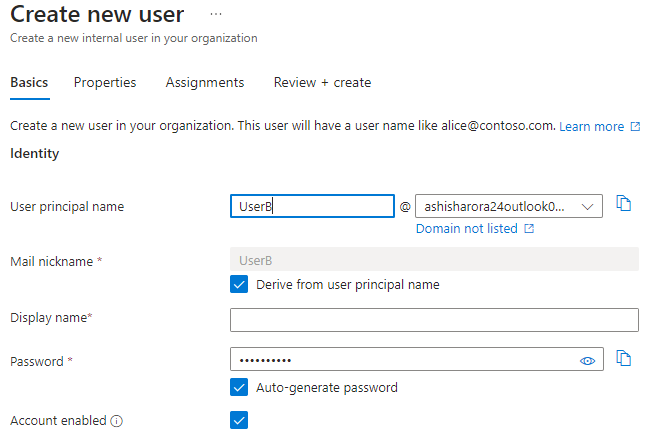 Create new user ...
Create a new internal user in your organization
Basics Properties Assignments Review + create
Create a new user in your organization. This user will have a user name like alice@contoso.com. Learn more
Identity
User principal name UserB @ ashisharora24outlook0...
Domain not listed
Mail nickname * UserB
Derive from user principal name
Display name*
Password * ••••••••••
Auto-generate password
Account enabled